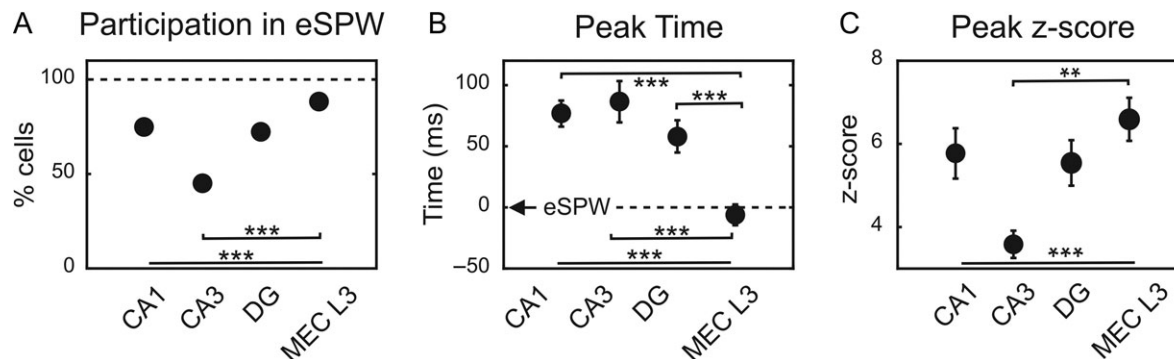 A Participation in eSPW
% cells
100
50
0
***
***
CA1
CA3
DG
MEC L3
B Peak Time
Time (ms)
100
50
0
–50
***
***
eSPW
***
***
CA1
CA3
DG
MEC L3
C Peak z-score
z-score
8
6
4
**
***
CA1
CA3
DG
MEC L3